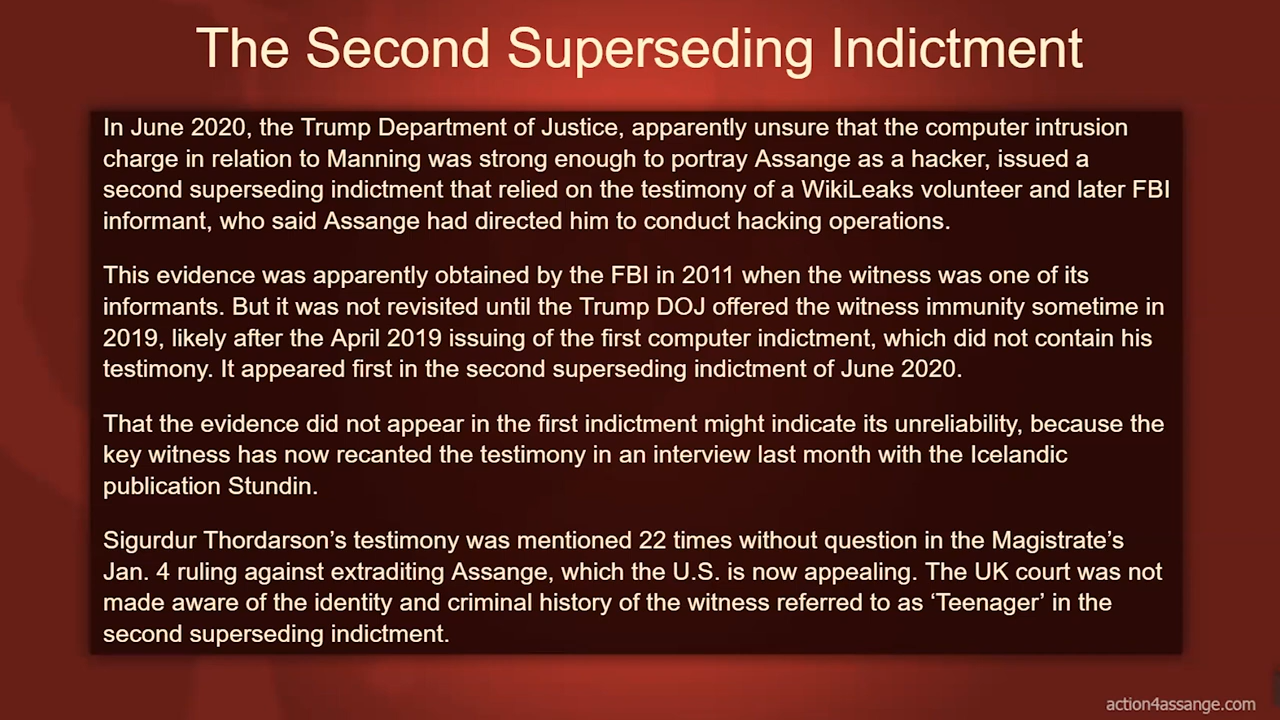 The Second Superseding Indictment
In June 2020, the Trump Department of Justice, apparently unsure that the computer intrusion
charge in relation to Manning was strong enough to portray Assange as a hacker, issued a
second superseding indictment that relied on the testimony of a WikiLeaks volunteer and later FBI
informant, who said Assange had directed him to conduct hacking operations.
This evidence was apparently obtained by the FBI in 2011 when the witness was one of its
informants. But it was not revisited until the Trump DOJ offered the witness immunity sometime in
2019, likely after the April 2019 issuing of the first computer indictment, which did not contain his
testimony. It appeared first in the second superseding indictment of June 2020.
That the evidence did not appear in the first indictment might indicate its unreliability, because the
key witness has now recanted the testimony in an interview last month with the Icelandic
publication Stundin.
Sigurdur Thordarson’s testimony was mentioned 22 times without question in the Magistrate’s
Jan. 4 ruling against extraditing Assange, which the U.S. is now appealing. The UK court was not
made aware of the identity and criminal history of the witness referred to as ‘Teenager’ in the
second superseding indictment.
action4assange.com